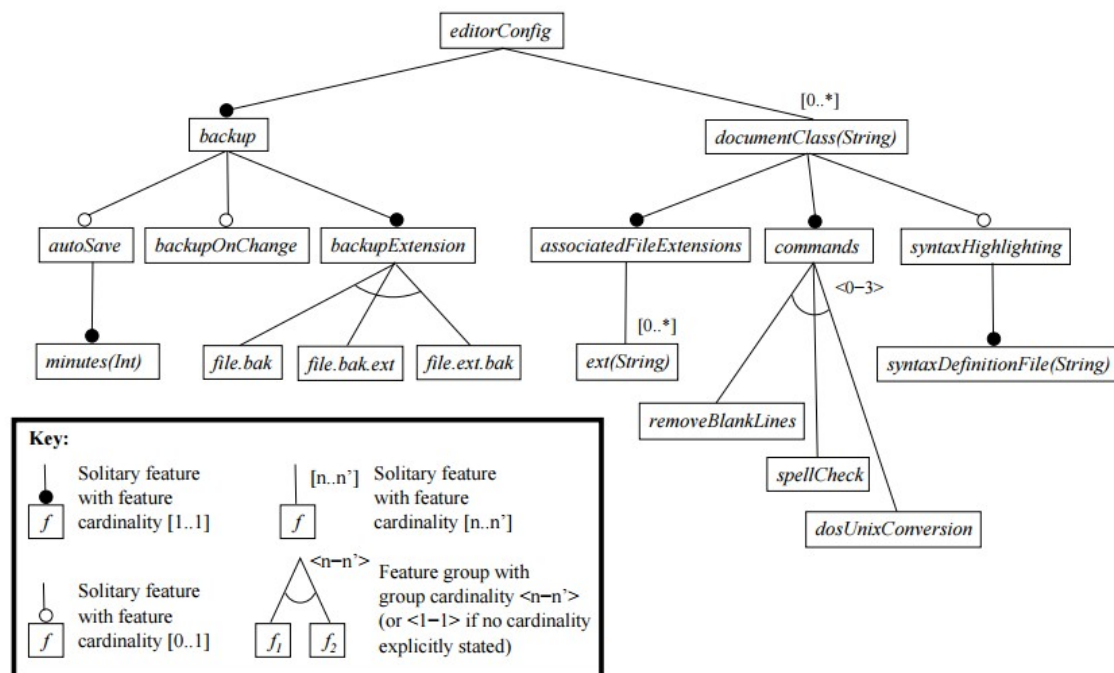 editorConfig
[0..*]
backup
documentClass(String)
autoSave
backupOnChange
backupExtension
associatedFileExtensions
commands
syntaxHighlighting
<0−3>
[0..*]
minutes(Int)
file.bak
file.bak.ext
file.ext.bak
ext(String)
syntaxDefinitionFile(String)
removeBlankLines
spellCheck
dosUnixConversion
Key:
f
Solitary feature
with feature
cardinality [1..1]
[n..n’]
f
Solitary feature
with feature
cardinality [n..n’]
f
Solitary feature
with feature
cardinality [0..1]
<n−n’>
f1
f2
Feature group with
group cardinality <n−n’>
(or <1−1> if no cardinality
explicitly stated)